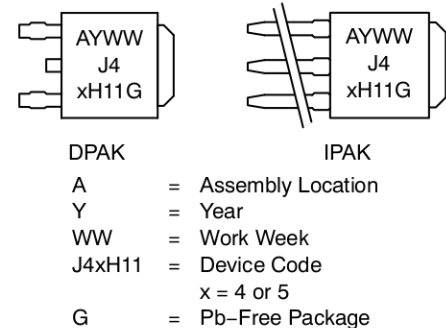 AYWW
J4
xH11G
AYWW
J4
xH11G
DPAK IPAK
A = Assembly Location
Y = Year
WW = Work Week
J4xH11 = Device Code
x = 4 or 5
G = Pb−Free Package